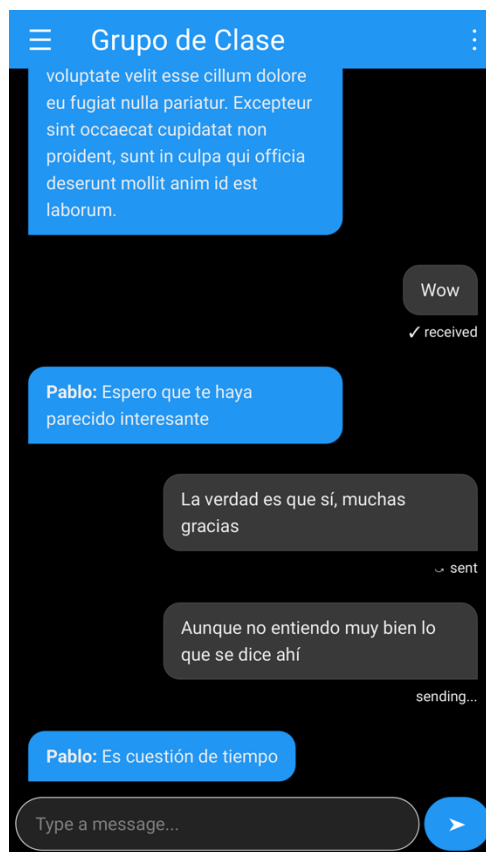 Grupo de Clase
voluptate velit esse cillum dolore
eu fugiat nulla pariatur. Excepteur
sint occaecat cupidatat non
proident, sunt in culpa qui officia
deserunt mollit anim id est
laborum.
Wow
✓ received
Pablo: Espero que te haya
parecido interesante
La verdad es que sí, muchas
gracias
sent
Aunque no entiendo muy bien lo
que se dice ahí
sending...
Pablo: Es cuestión de tiempo
Type a message...